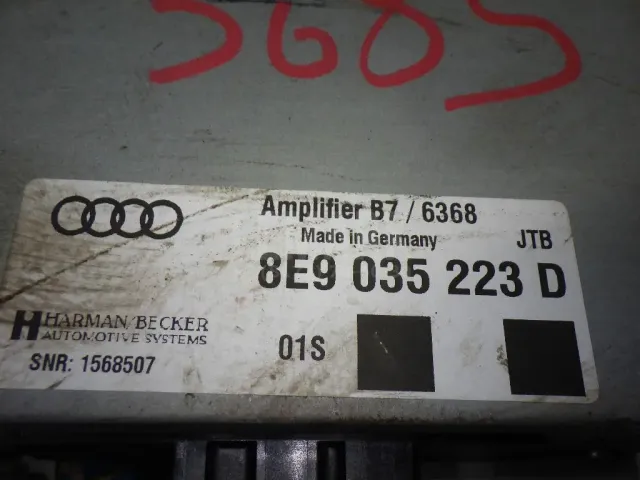 5685
Amplifier B7 / 6368
Made in Germany
JTB
8E9 035 223 D
HARMAN/BECKER
AUTOMOTIVE SYSTEMS
01S
SNR: 1568507